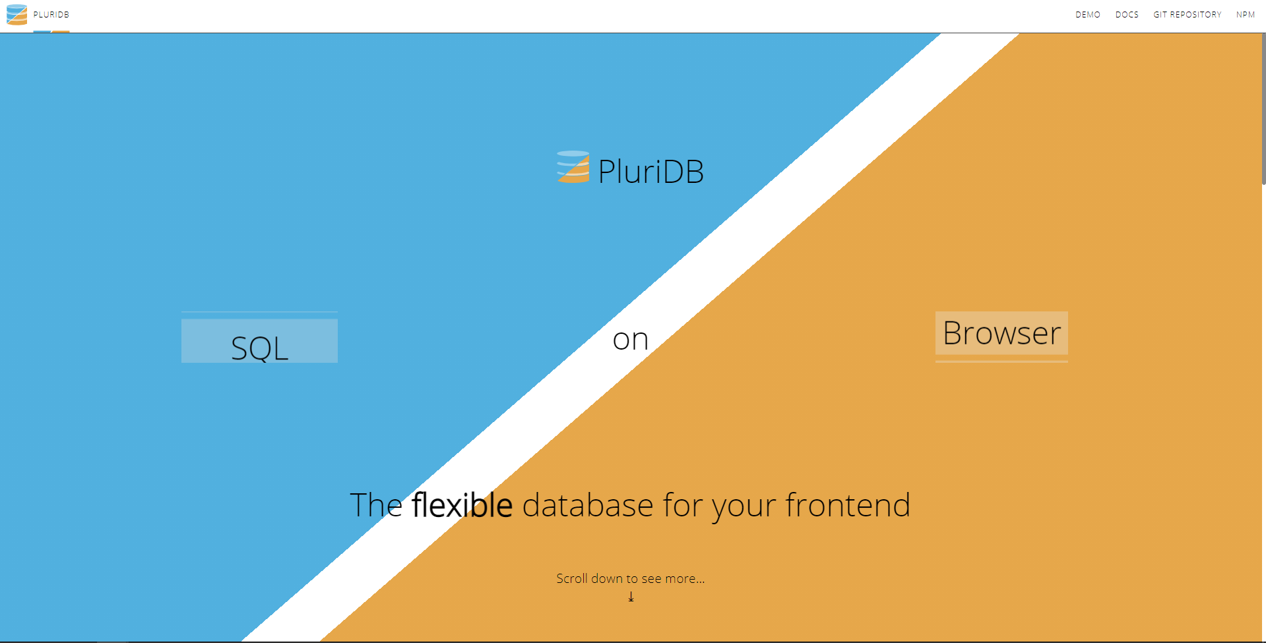 PLURIDB
DEMO DOCS GIT REPOSITORY NPM
PluriDB
SQL on Browser
The flexible database for your frontend
Scroll down to see more...